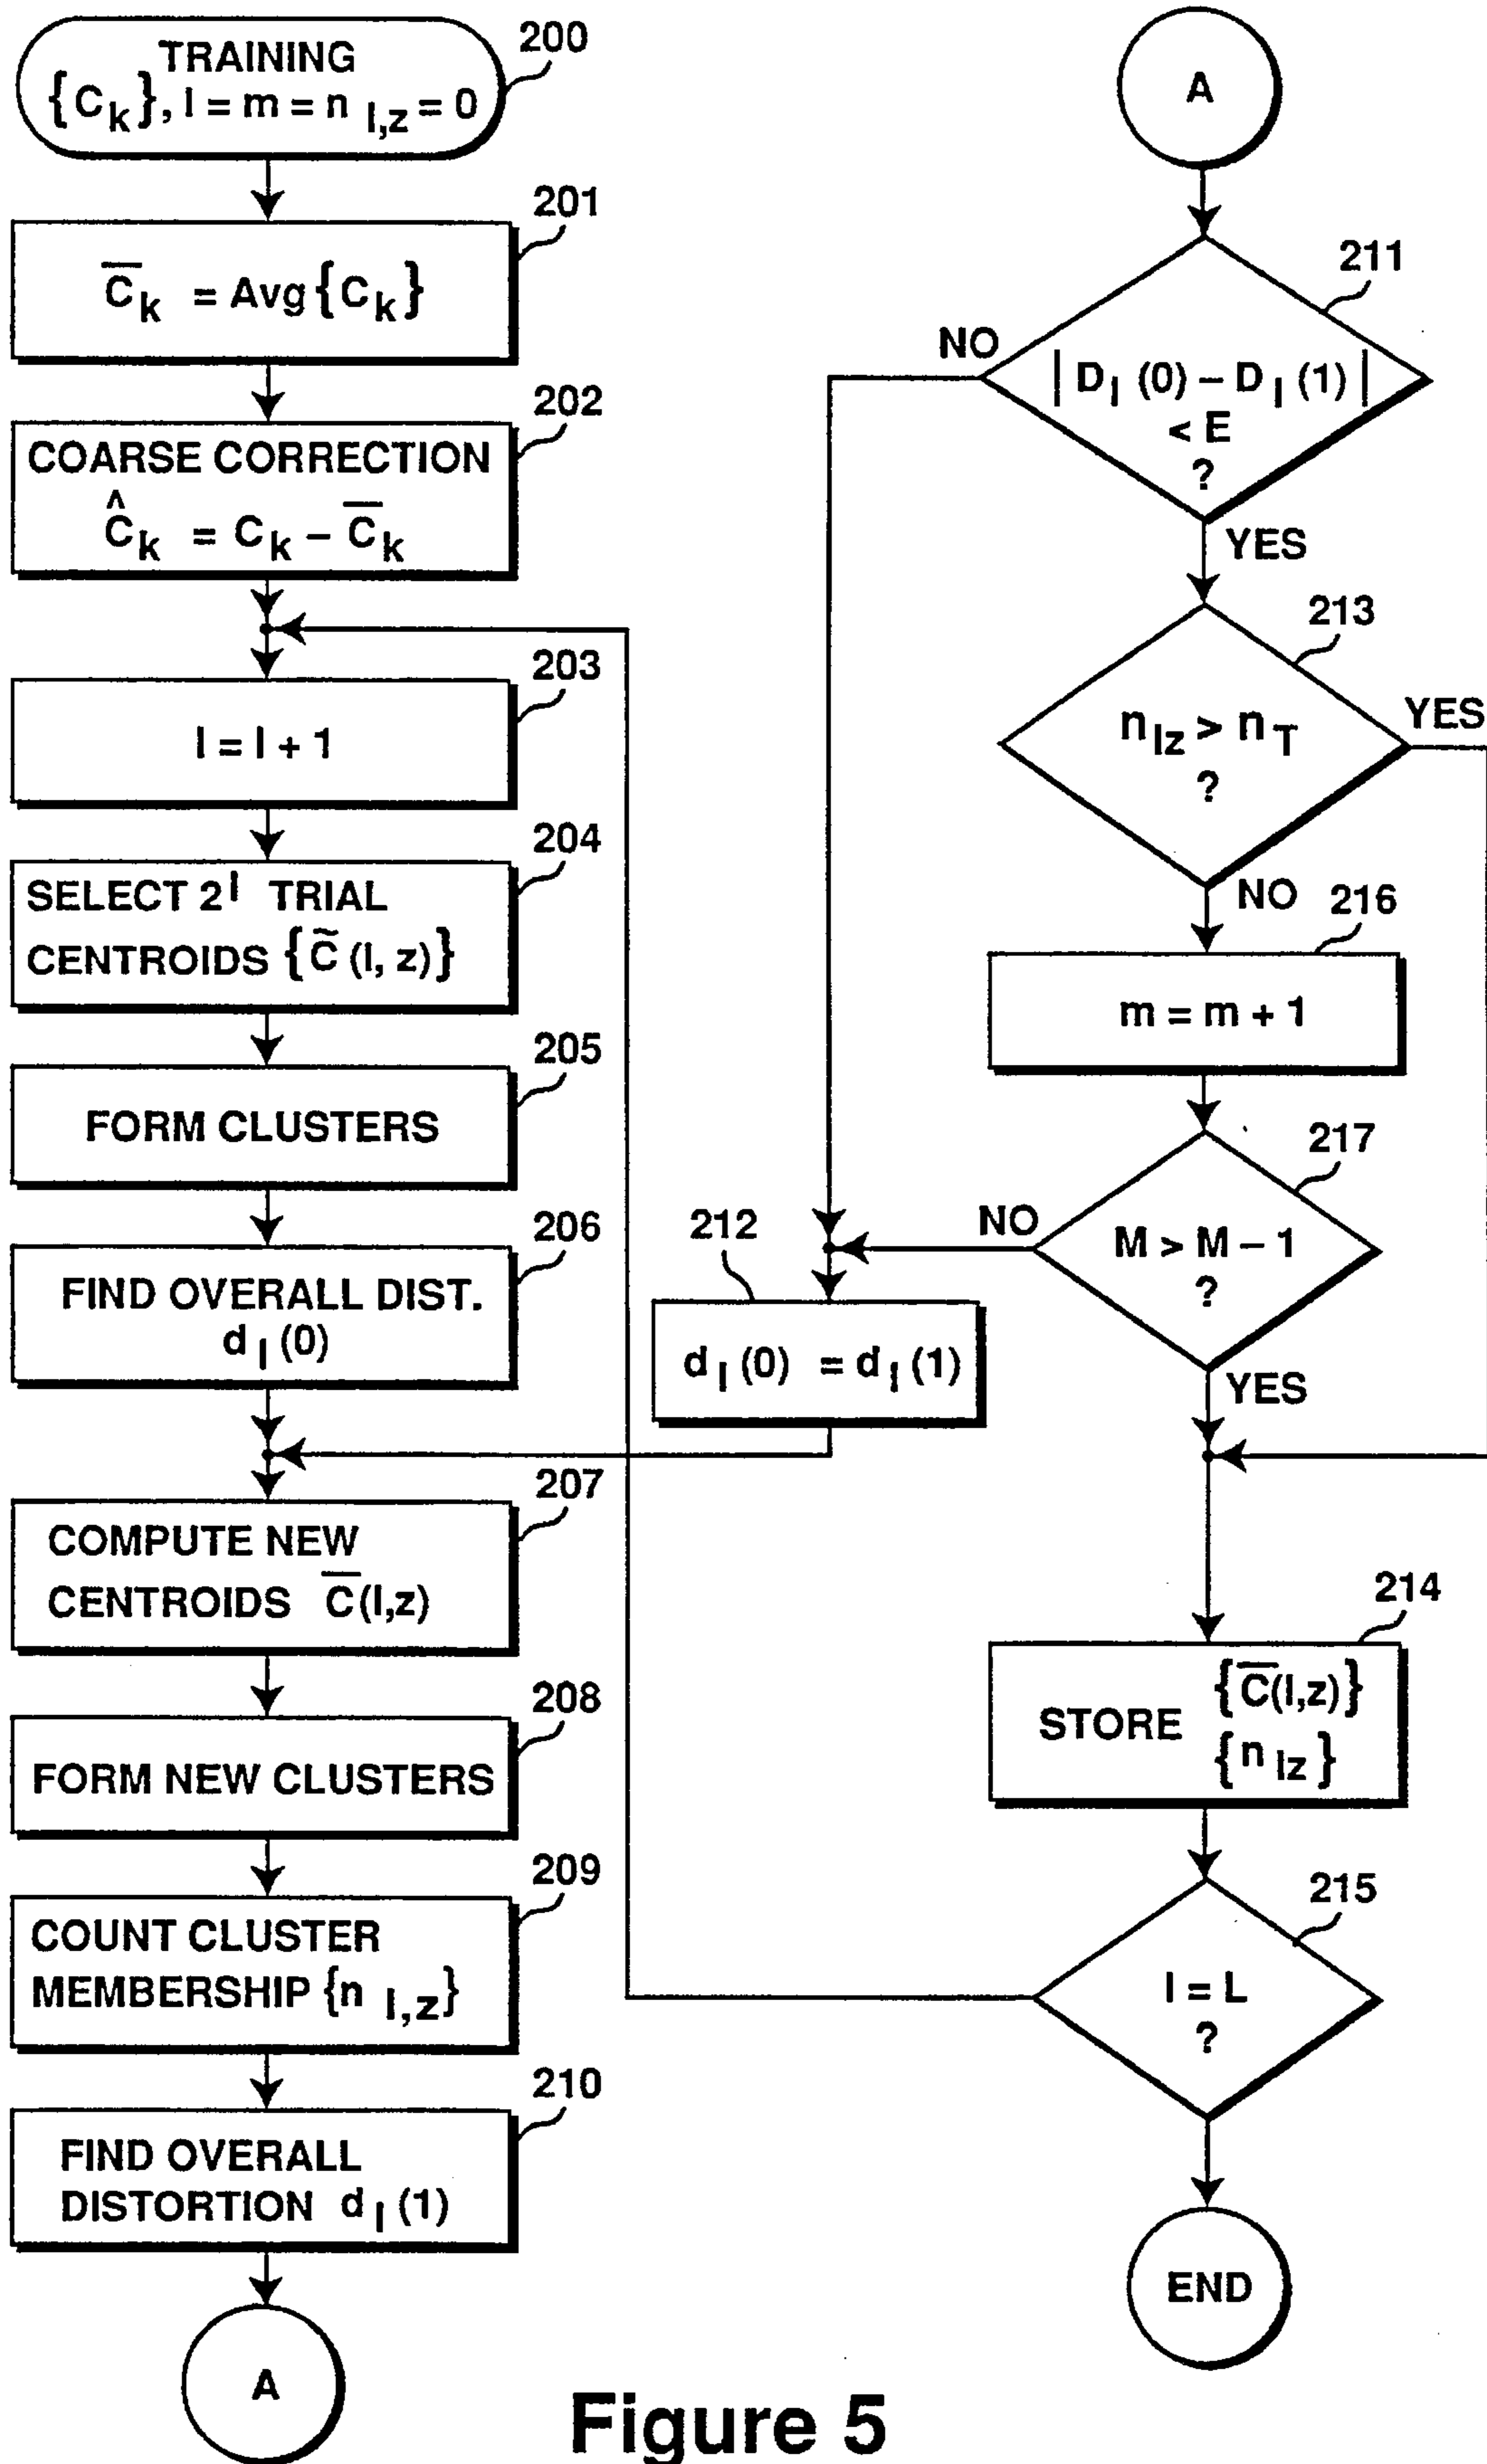 TRAINING
{C_k}, l = m = n_l,z = 0
200
201
C̅_k = Avg {C_k}
202
COARSE CORRECTION
Ĉ_k = C_k – C̅_k
203
l = l + 1
204
SELECT 2^l TRIAL
CENTROIDS {C̃ (l, z)}
205
FORM CLUSTERS
206
FIND OVERALL DIST.
d_l (0)
207
COMPUTE NEW
CENTROIDS C̅(l,z)
208
FORM NEW CLUSTERS
209
COUNT CLUSTER
MEMBERSHIP {n_l,z}
210
FIND OVERALL
DISTORTION d_l (1)
A
A
211
NO
| D_l (0) – D_l (1) |
< E
?
YES
213
YES
n_lz > n_T
?
NO
216
m = m + 1
217
NO
M > M – 1
?
YES
212
d_l (0) = d_l (1)
214
STORE {C̅(l,z)}
{n_lz}
215
l = L
?
END
Figure 5